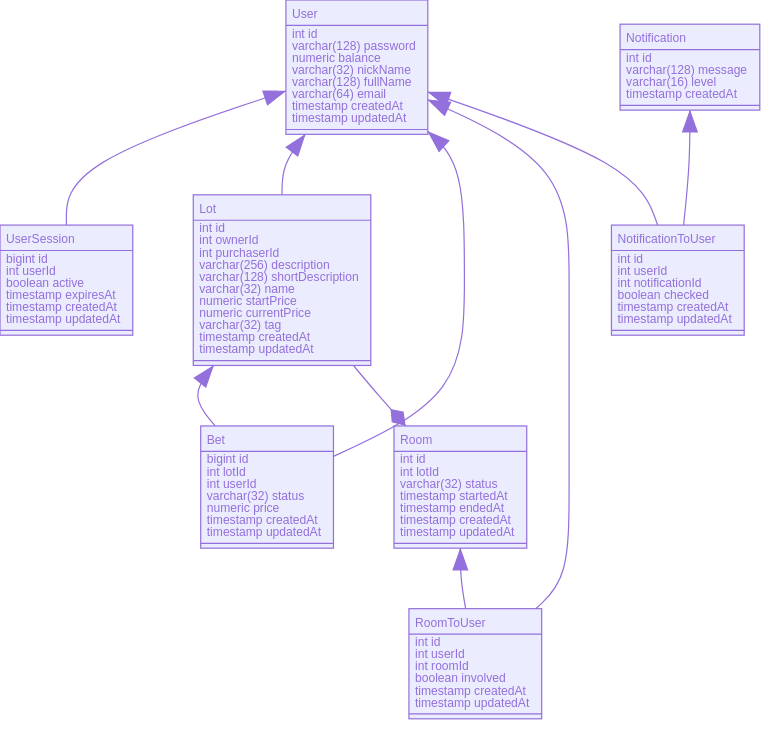 User
int id
varchar(128) password
numeric balance
varchar(32) nickName
varchar(128) fullName
varchar(64) email
timestamp createdAt
timestamp updatedAt
Notification
int id
varchar(128) message
varchar(16) level
timestamp createdAt
UserSession
bigint id
int userId
boolean active
timestamp expiresAt
timestamp createdAt
timestamp updatedAt
Lot
int id
int ownerId
int purchaserId
varchar(256) description
varchar(128) shortDescription
varchar(32) name
numeric startPrice
numeric currentPrice
varchar(32) tag
timestamp createdAt
timestamp updatedAt
NotificationToUser
int id
int userId
int notificationId
boolean checked
timestamp createdAt
timestamp updatedAt
Bet
bigint id
int lotId
int userId
varchar(32) status
numeric price
timestamp createdAt
timestamp updatedAt
Room
int id
int lotId
varchar(32) status
timestamp startedAt
timestamp endedAt
timestamp createdAt
timestamp updatedAt
RoomToUser
int id
int userId
int roomId
boolean involved
timestamp createdAt
timestamp updatedAt